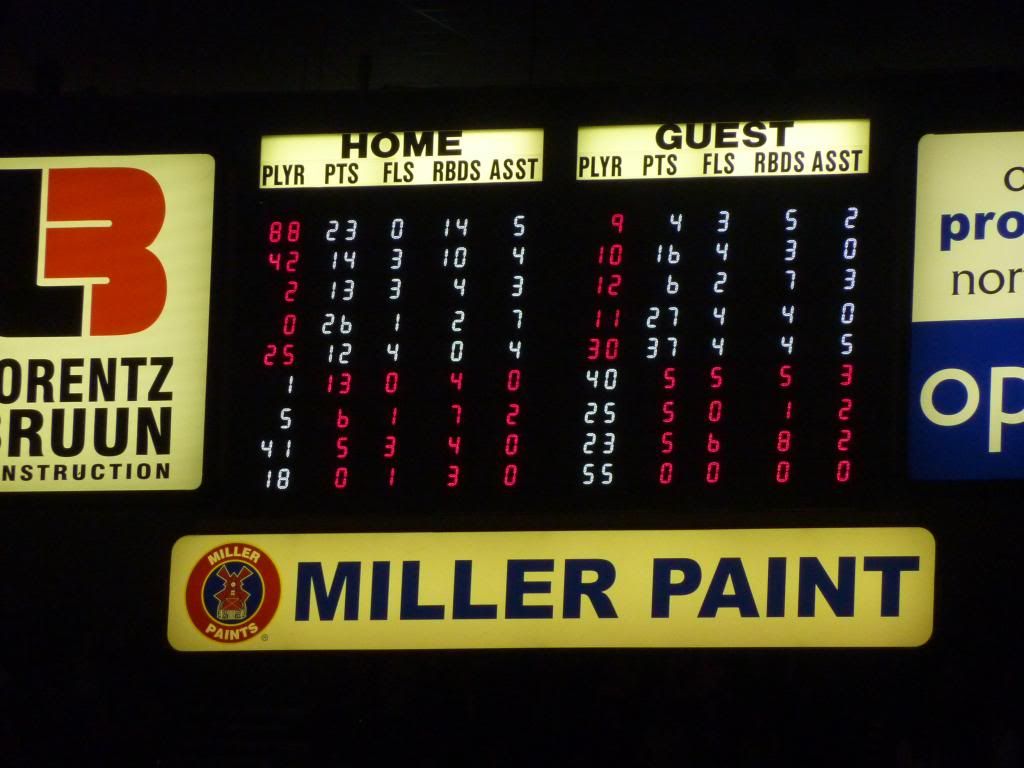 HOME
PLYR PTS FLS RBDS ASST
88 23 0 14 5
42 14 3 10 4
2 13 3 4 3
0 26 1 2 7
25 12 4 0 4
1 13 0 4 0
5 6 1 7 2
41 5 3 4 0
18 0 1 3 0
GUEST
PLYR PTS FLS RBDS ASST
9 4 3 5 2
10 16 4 3 0
12 6 2 7 3
11 27 4 4 0
30 37 4 4 5
40 5 5 5 3
25 5 0 1 2
23 5 6 8 2
55 0 0 0 0
LB
ORENTZ
BRUUN
NSTRUCTION
pro
nor
op
MILLER
PAINTS
®
MILLER PAINT